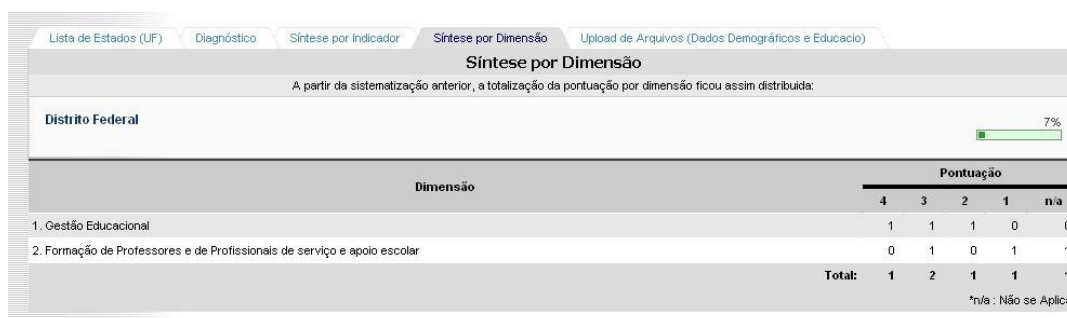 Lista de Estados (UF) Diagnóstico Síntese por Indicador Síntese por Dimensão Upload de Arquivos (Dados Demográficos e Educacio)
Síntese por Dimensão
A partir da sistematização anterior, a totalização da pontuação por dimensão ficou assim distribuida:
Distrito Federal
7%
Dimensão
Pontuação
4 3 2 1 n/a
1. Gestão Educacional 1 1 1 0
2. Formação de Professores e de Profissionais de serviço e apoio escolar 0 1 0 1
Total: 1 2 1 1
*n/a : Não se Aplica